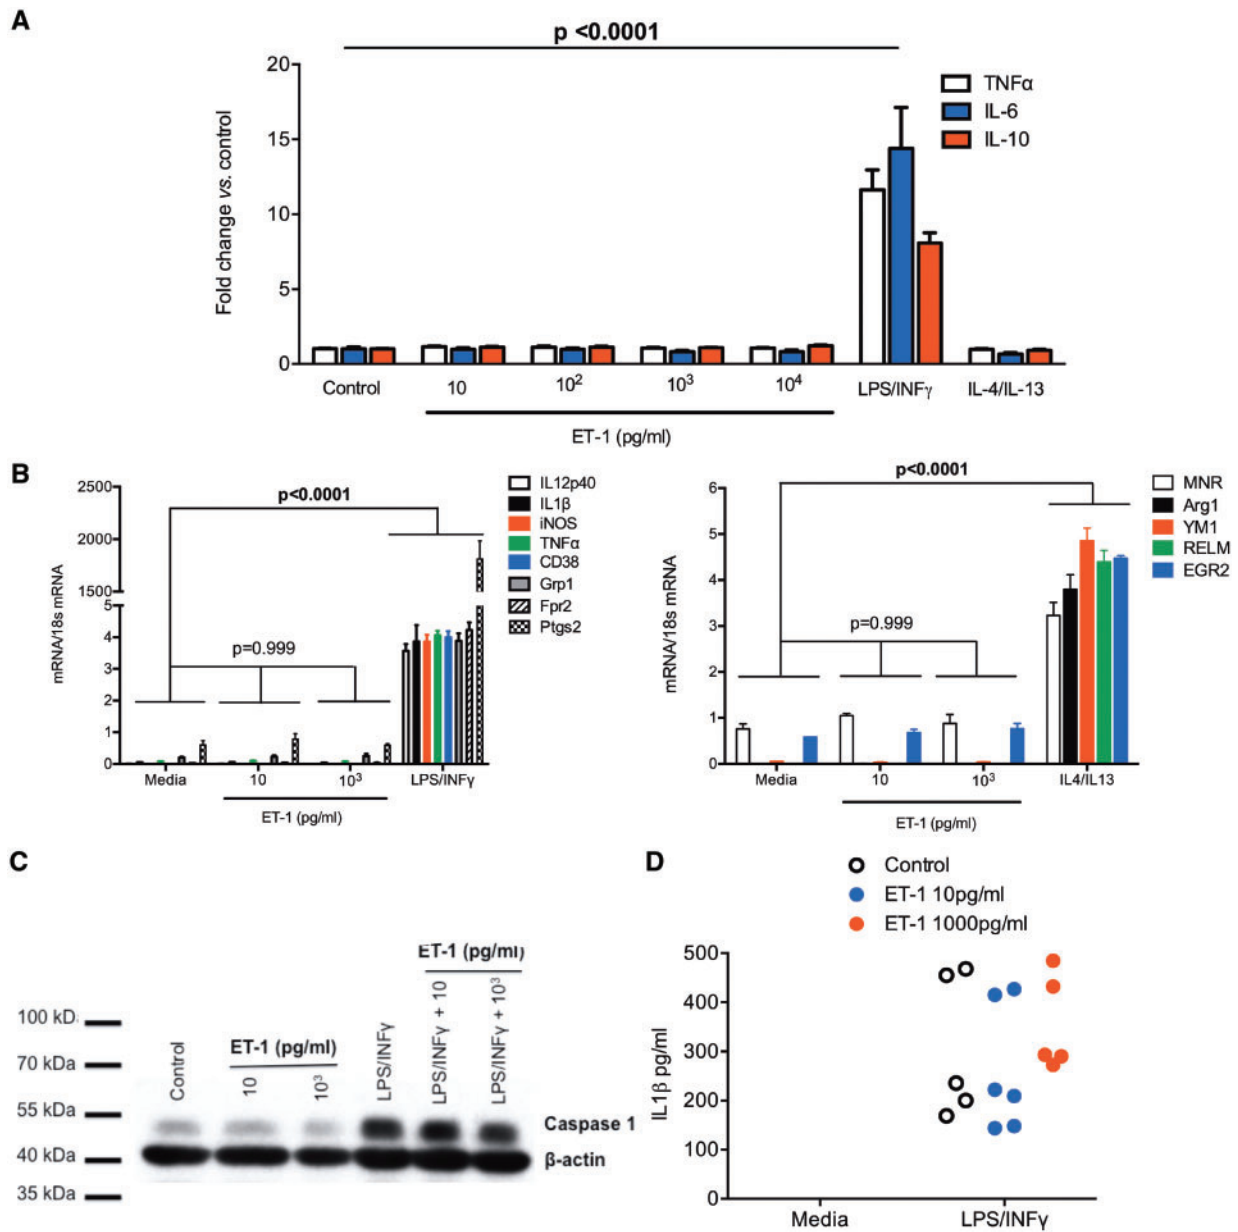 A
p <0.0001
Fold change vs. control
20
15
10
5
0
TNFα
IL-6
IL-10
Control
10
10²
10³
10⁴
LPS/INFγ
IL-4/IL-13
ET-1 (pg/ml)
B
mRNA/18s mRNA
2500
2000
1500
5
4
3
2
1
0
p<0.0001
p=0.999
IL12p40
IL1β
iNOS
TNFα
CD38
Grp1
Fpr2
Ptgs2
Media
10
10³
LPS/INFγ
ET-1 (pg/ml)
mRNA/18s mRNA
6
5
4
3
2
1
0
p<0.0001
p=0.999
MNR
Arg1
YM1
RELM
EGR2
Media
10
10³
IL4/IL13
ET-1 (pg/ml)
C
100 kD.
70 kDa
55 kDa
40 kDa
35 kDa
Control
ET-1 (pg/ml)
10
10³
LPS/INFγ
ET-1 (pg/ml)
LPS/INFγ + 10
LPS/INFγ + 10³
Caspase 1
β-actin
D
Control
ET-1 10pg/ml
ET-1 1000pg/ml
IL1β pg/ml
500
400
300
200
100
0
Media
LPS/INFγ